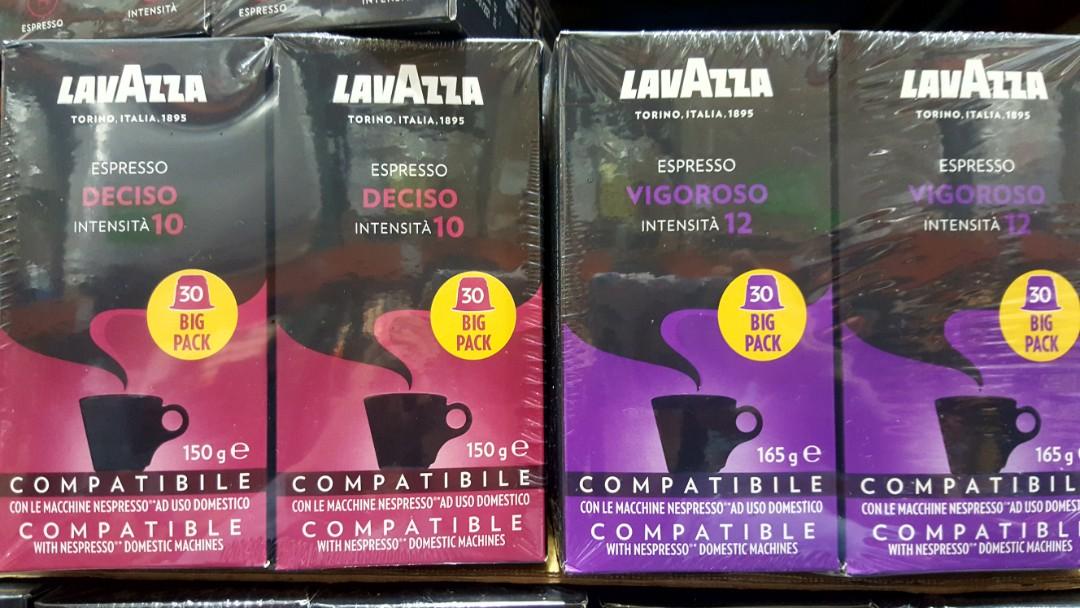 ESPRESSO
INTENSITÀ
ESPRESSO
INTENSITÀ
LAVAZZA
TORINO, ITALIA, 1895
ESPRESSO
DECISO
INTENSITÀ 10
30
BIG
PACK
150 g e
COMPATIBILE
CON LE MACCHINE NESPRESSO** AD USO DOMESTICO
COMPATIBLE
WITH NESPRESSO** DOMESTIC MACHINES
LAVAZZA
TORINO, ITALIA, 1895
ESPRESSO
DECISO
INTENSITÀ 10
30
BIG
PACK
150 g e
COMPATIBILE
CON LE MACCHINE NESPRESSO** AD USO DOMESTICO
COMPATIBLE
WITH NESPRESSO** DOMESTIC MACHINES
LAVAZZA
TORINO, ITALIA, 1895
ESPRESSO
VIGOROSO
INTENSITÀ 12
30
BIG
PACK
165 g e
COMPATIBILE
CON LE MACCHINE NESPRESSO** AD USO DOMESTICO
COMPATIBLE
WITH NESPRESSO** DOMESTIC MACHINES
LAVAZZA
TORINO, ITALIA, 1895
ESPRESSO
VIGOROSO
INTENSITÀ 12
30
BIG
PACK
165 g
COMPATIBILE
CON LE MACCHINE NESPRESSO** AD USO
COMPATIBLE
WITH NESPRESSO** DOMESTIC MACHINES